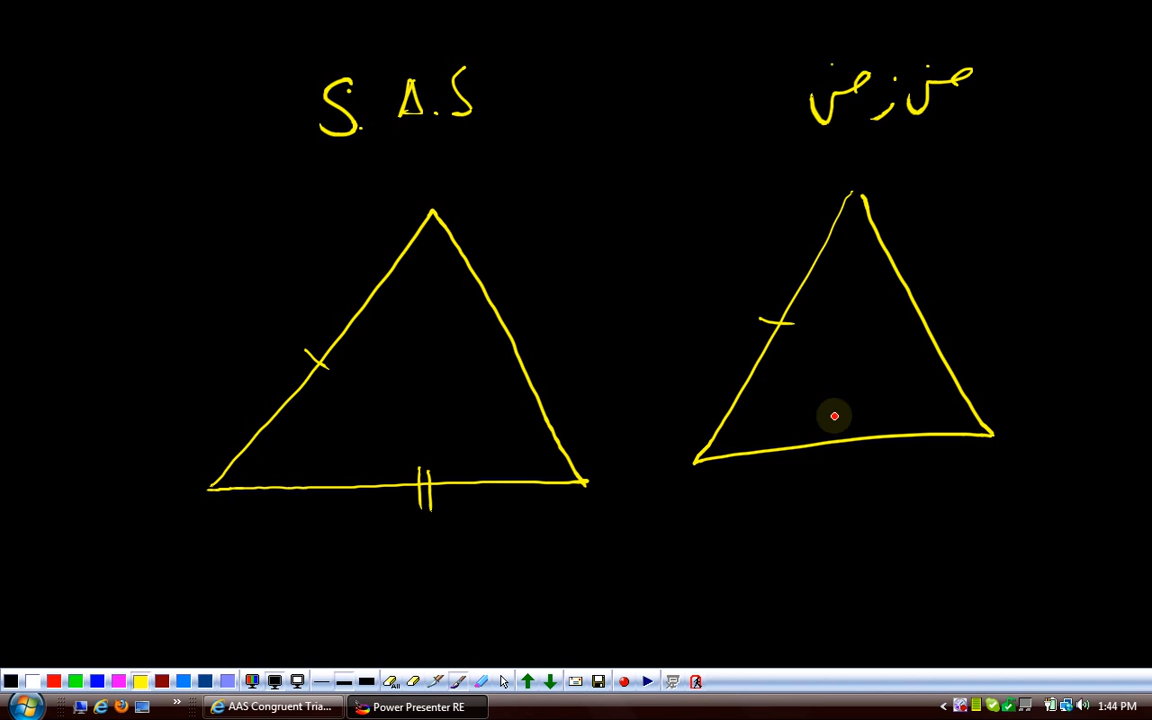 S. A.S
ض ز ض
AAS Congruent Tria...
Power Presenter RE
1:44 PM